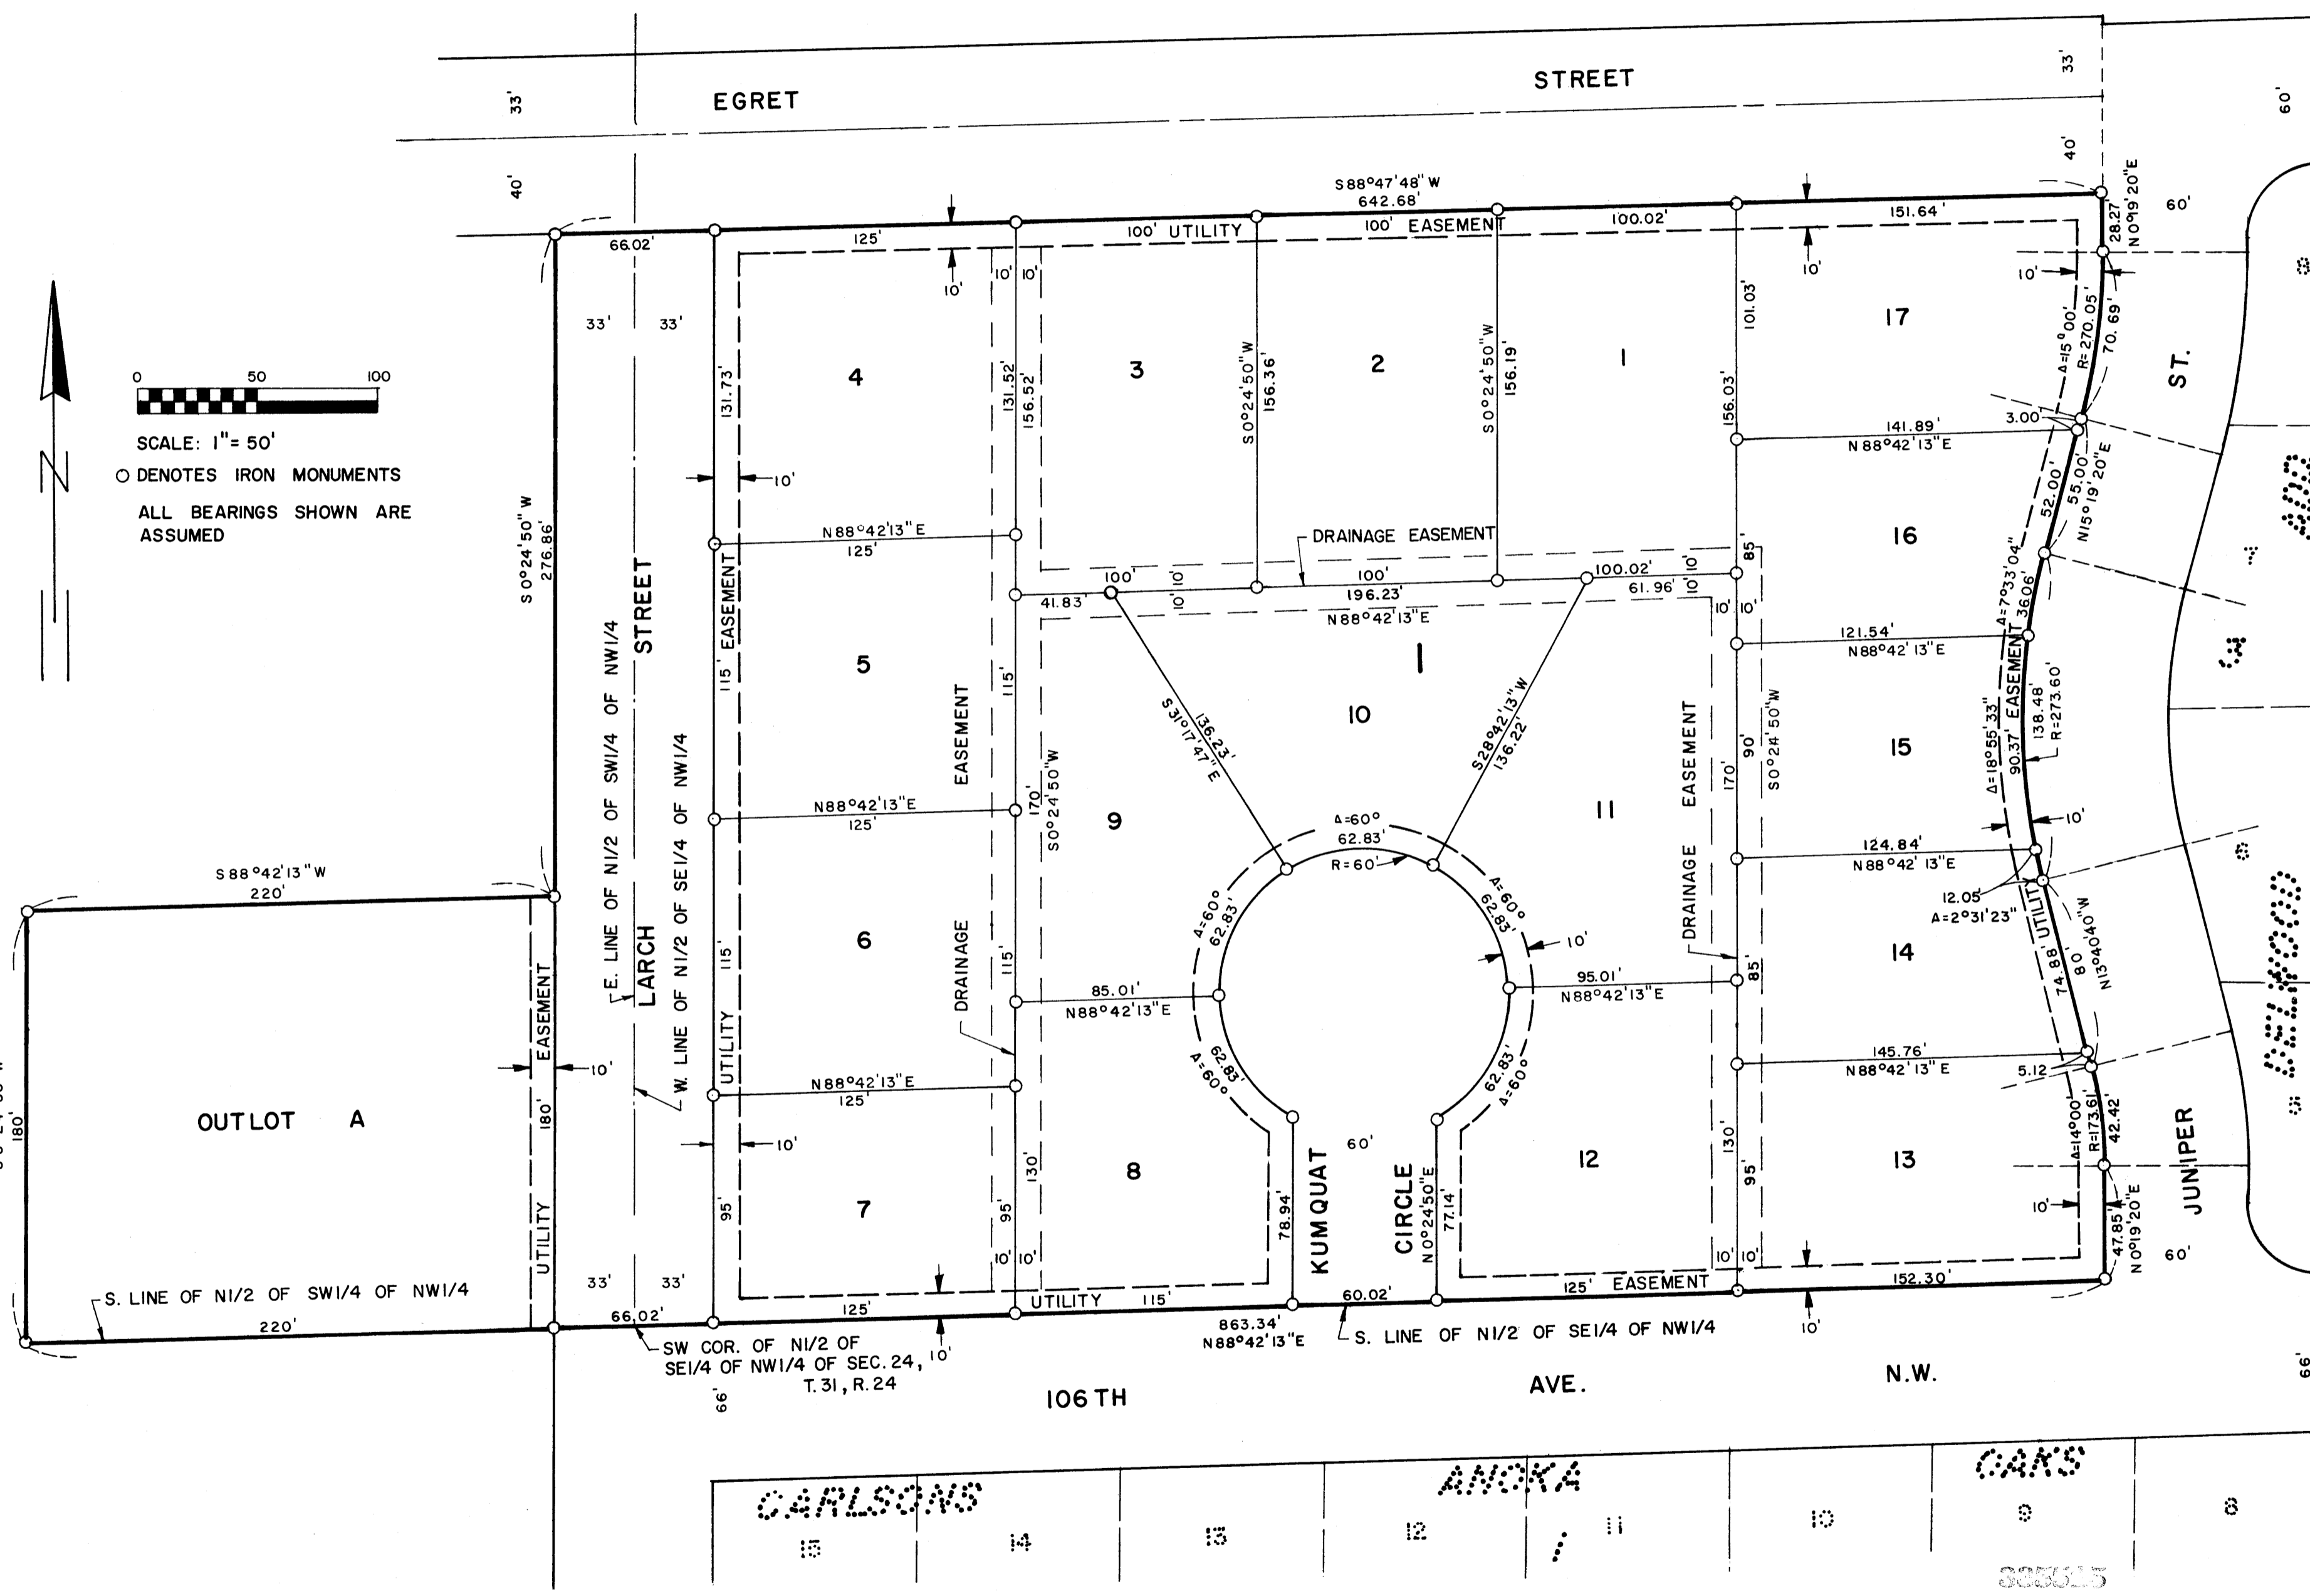 EGRET STREET
33'
33'
40'
40'
60'
S88°47'48"W
642.68'
66.02'
125'
100' UTILITY
100' EASEMENT
100.02'
151.64'
28.27'
N0°19'20"E
60'
10'
10'
10'
10' 10'
0 50 100
SCALE: 1"=50'
DENOTES IRON MONUMENTS
ALL BEARINGS SHOWN ARE
ASSUMED
N
33' 33'
S0°24'50"W
276.86'
LARCH STREET
E. LINE OF N1/2 OF SW1/4 OF NW1/4
W. LINE OF N1/2 OF SE1/4 OF NW1/4
4
131.73'
131.52'
156.52'
3
S0°24'50"W
156.36'
2
S0°24'50"W
156.19'
1
101.03'
156.03'
17
Δ=15°00'
R=270.05'
70.69'
ST.
3.00'
141.89'
N88°42'13"E
10'
N88°42'13"E
125'
DRAINAGE EASEMENT
85'
16
52.00'
55.00'
N15°19'20"E
100'
10'
10'
100'
100.02'
41.83'
196.23'
61.96'
10' 10'
N88°42'13"E
10' 10'
121.54'
N88°42'13"E
Δ=7°33'04"
36.06'
115' EASEMENT
5
115'
EASEMENT
S31°17'47"E
136.23'
1
10
S28°42'13"W
136.22'
DRAINAGE EASEMENT
170'
90'
S0°24'50"W
15
Δ=18°55'33"
90.37' EASEMENT
138.48'
R=273.60'
10'
N88°42'13"E
125'
170'
S0°24'50"W
9
Δ=60°
62.83'
R=60'
11
124.84'
N88°42'13"E
12.05'
Δ=2°31'23"
S88°42'13"W
220'
6
115'
115'
DRAINAGE
Δ=60°
62.83'
Δ=60°
62.83'
10'
85.01'
N88°42'13"E
95.01'
N88°42'13"E
85'
14
74.88' UTILITY
80'
N13°40'40"W
EASEMENT
10'
UTILITY
N88°42'13"E
125'
62.83'
Δ=60°
62.83'
Δ=60°
145.76'
N88°42'13"E
5.12
180'
OUTLOT A
180'
10'
130'
8
60'
12
130'
13
Δ=14°00'
R=173.61'
42.42'
JUNIPER
UTILITY
95'
7
95'
78.94'
KUMQUAT CIRCLE
N0°24'50"E
77.14'
95'
10'
47.85'
N0°19'20"E
33' 33'
10' 10'
10' 10'
60'
S. LINE OF N1/2 OF SW1/4 OF NW1/4
220'
66.02'
125'
UTILITY 115'
60.02'
125' EASEMENT
152.30'
863.34'
N88°42'13"E
S. LINE OF N1/2 OF SE1/4 OF NW1/4
10'
10'
SW COR. OF N1/2 OF
SE1/4 OF NW1/4 OF SEC. 24,
T. 31, R. 24
66'
106TH AVE. N.W.
66'
CARLSONS ANOKA OAKS
15 14 13 12 1 11 10 9 8
7
3
6
5